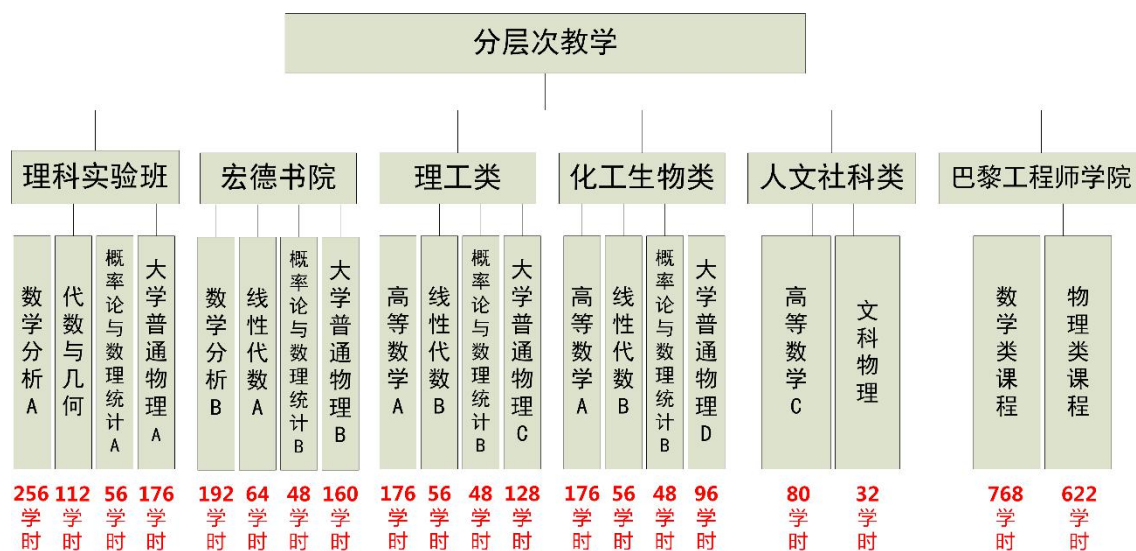 分层次教学
理科实验班
宏德书院
理工类
化工生物类
人文社科类
巴黎工程师学院
数学分析A
代数与几何
概率论与数理统计A
大学普通物理A
数学分析B
线性代数A
概率论与数理统计B
大学普通物理B
高等数学A
线性代数B
概率论与数理统计B
大学普通物理C
高等数学A
线性代数B
概率论与数理统计B
大学普通物理D
高等数学C
文科物理
数学类课程
物理类课程
256学时
112学时
56学时
176学时
192学时
64学时
48学时
160学时
176学时
56学时
48学时
128学时
176学时
56学时
48学时
96学时
80学时
32学时
768学时
622学时